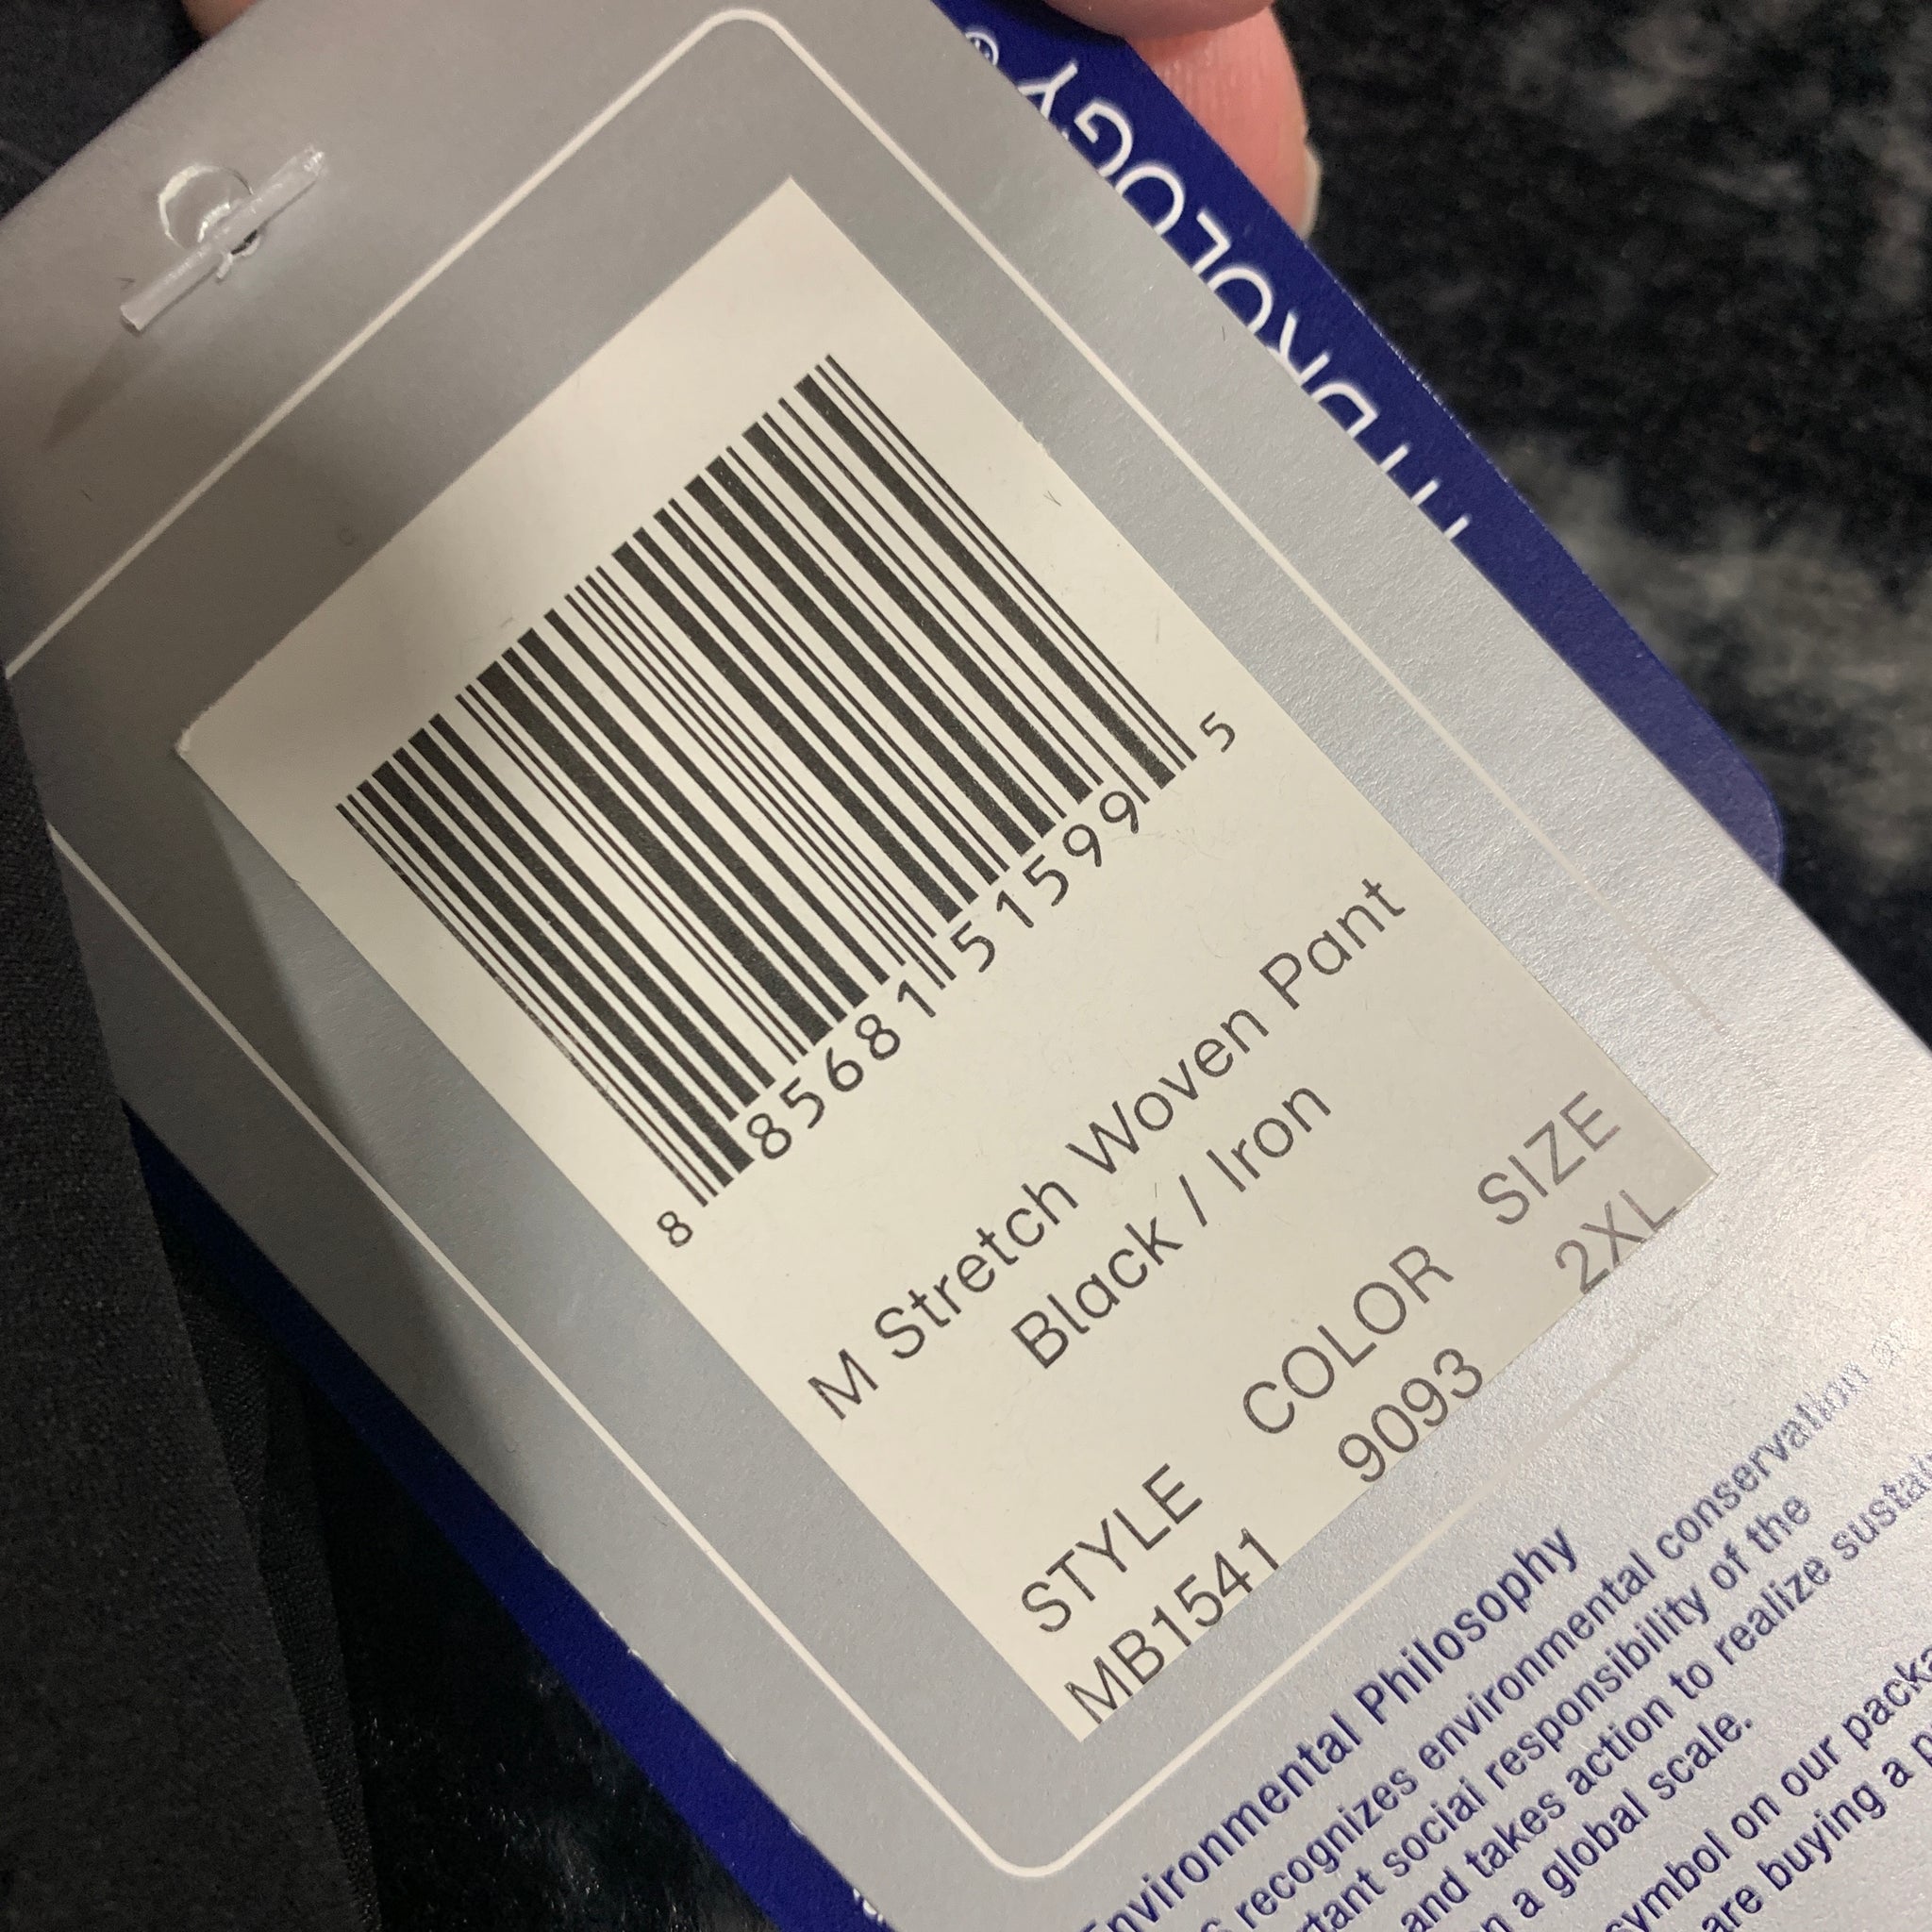 8 85681 51599 5
M Stretch Woven Pant
Black / Iron
STYLE COLOR SIZE
MB1541 9093 2XL
Environmental Philosophy
recognizes environmental conservation
social responsibility of the
and takes action to realize
a global scale.
symbol on our
are buying a